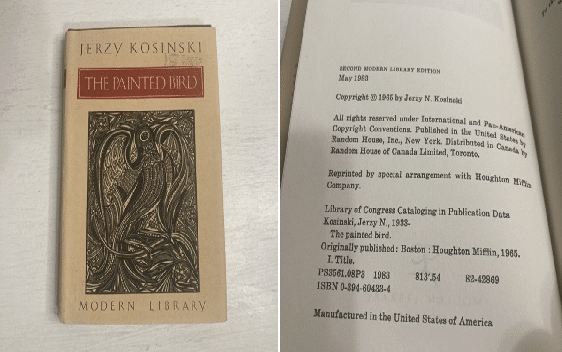 JERZY KOSINSKI
THE PAINTED BIRD
MODERN LIBRARY
SECOND MODERN LIBRARY EDITION
May 1983
Copyright © 1965 by Jerzy N. Kosinski
All rights reserved under International and Pan-American
Copyright Conventions. Published in the United States by
Random House, Inc., New York. Distributed in Canada by
Random House of Canada Limited, Toronto.
Reprinted by special arrangement with Houghton Mifflin
Company.
Library of Congress Cataloging in Publication Data
Kosinski, Jerzy N., 1933-
The painted bird.
Originally published: Boston : Houghton Mifflin, 1965.
I. Title.
PS3561.O8P3 1983 813'.54 82-42869
ISBN 0-394-60433-4
Manufactured in the United States of America